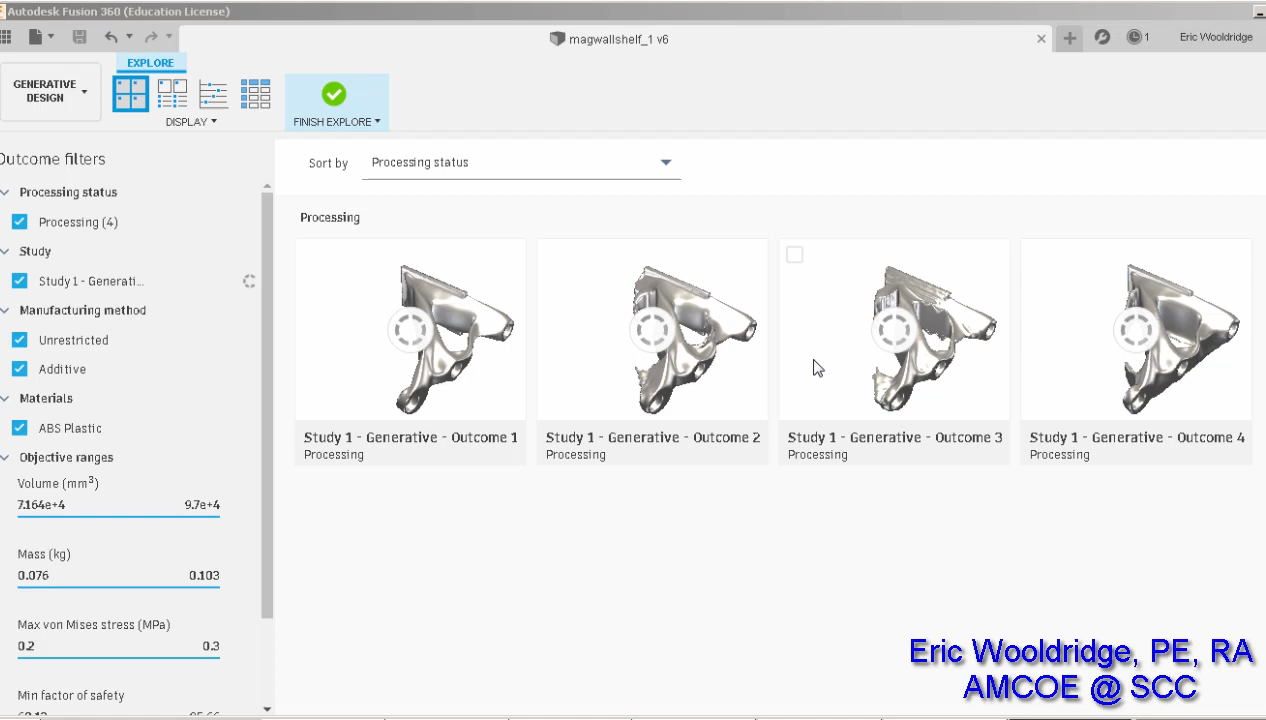 Autodesk Fusion 360 (Education License)
magwallshelf_1 v6
1
Eric Wooldridge
EXPLORE
GENERATIVE
DESIGN
DISPLAY
FINISH EXPLORE
Outcome filters
Sort by
Processing status
Processing status
Processing (4)
Study
Study 1 - Generati...
Manufacturing method
Unrestricted
Additive
Materials
ABS Plastic
Objective ranges
Volume (mm³)
7.164e+4 9.7e+4
Mass (kg)
0.076 0.103
Max von Mises stress (MPa)
0.2 0.3
Min factor of safety
Processing
Study 1 - Generative - Outcome 1
Processing
Study 1 - Generative - Outcome 2
Processing
Study 1 - Generative - Outcome 3
Processing
Study 1 - Generative - Outcome 4
Processing
Eric Wooldridge, PE, RA
AMCOE @ SCC